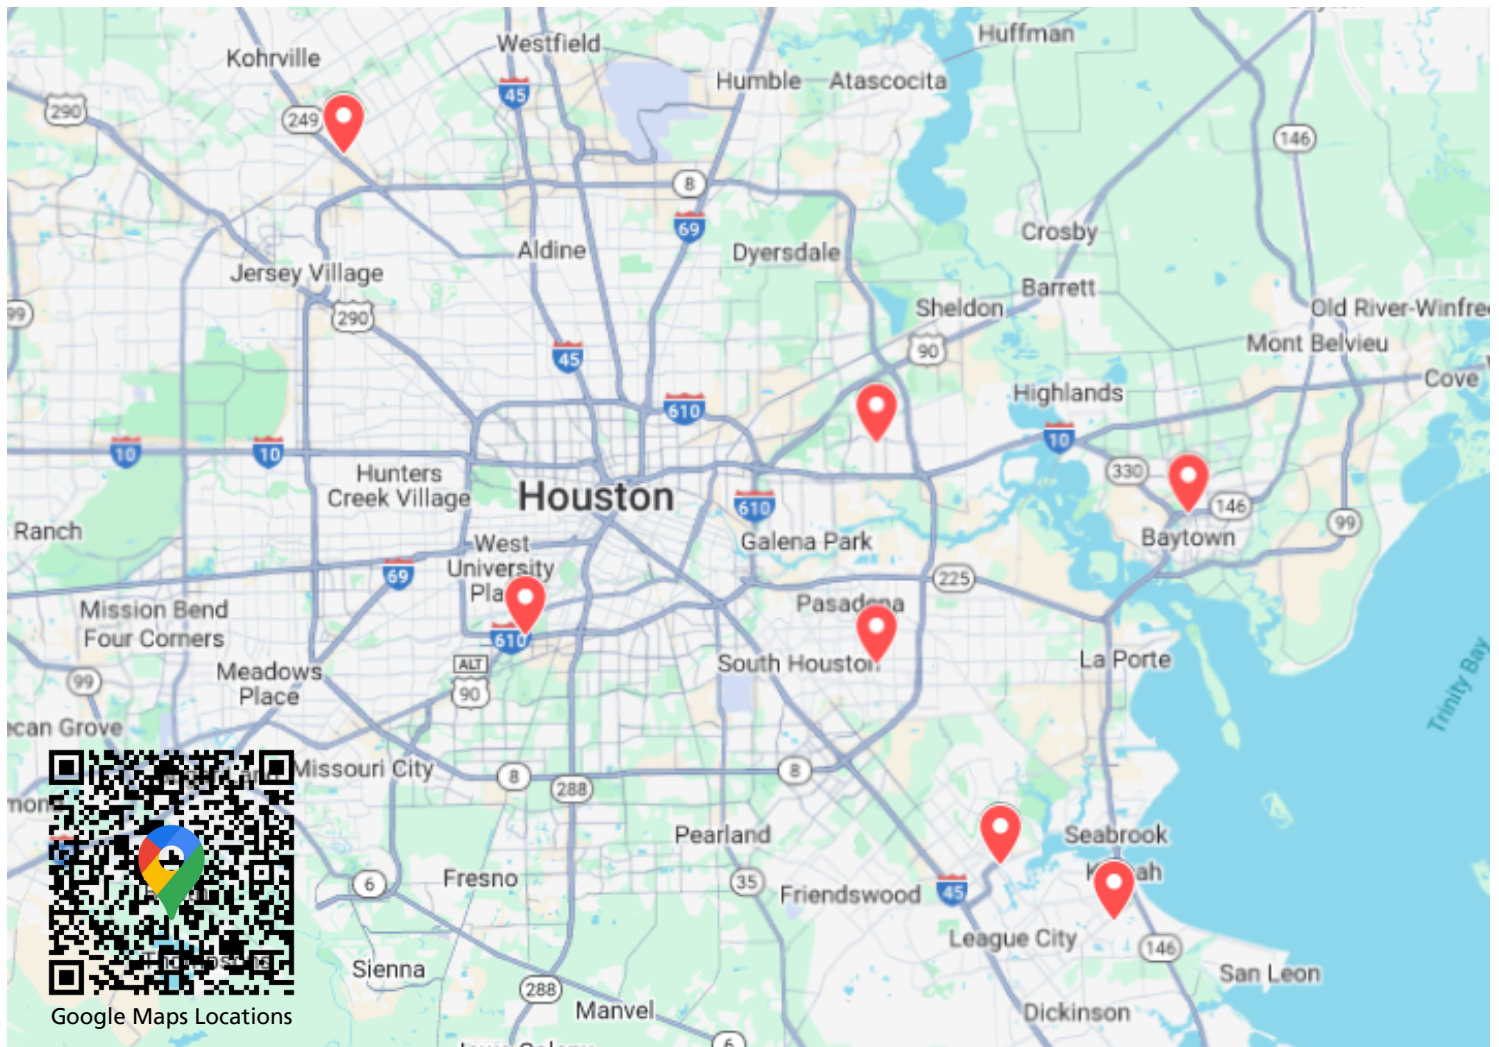 Huffman
Westfield
Kohrville
Humble
Atascocita
45
290
249
146
8
69
Crosby
Aldine
Dyersdale
Jersey Village
Barrett
Sheldon
Old River-Winfree
99
290
Mont Belvieu
90
45
Cove
Highlands
610
10
10
10
Hunters
Creek Village
330
Houston
146
610
99
Ranch
West
University
Galena Park
Baytown
69
225
Mission Bend
Four Corners
Pasadena
610
South Houston
La Porte
ALT
90
Meadows
Place
99
Trinity Bay
Missouri City
8
288
8
Pearland
Seabrook
6
Fresno
35
Friendswood
45
League City
146
Sienna
San Leon
288
Manvel
Dickinson
6
Google Maps Locations